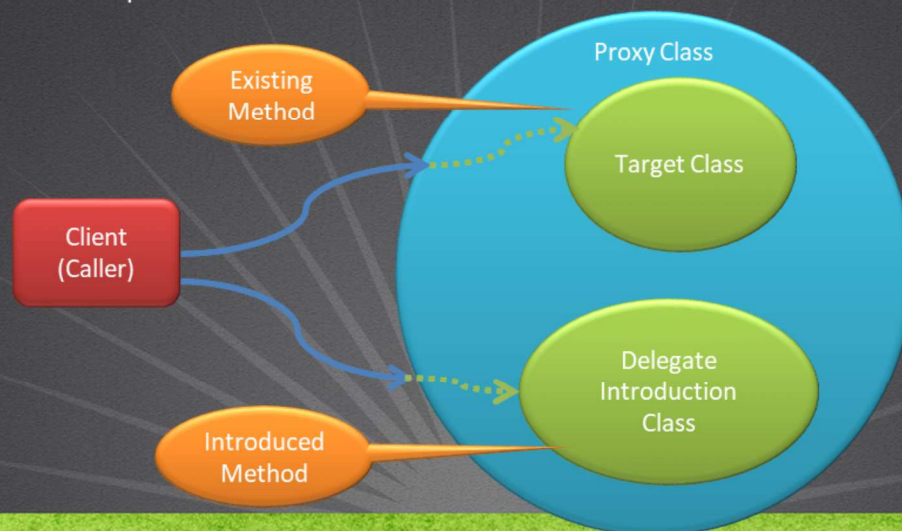 Proxy Class
Existing
Method
Target Class
Client
(Caller)
Delegate
Introduction
Class
Introduced
Method